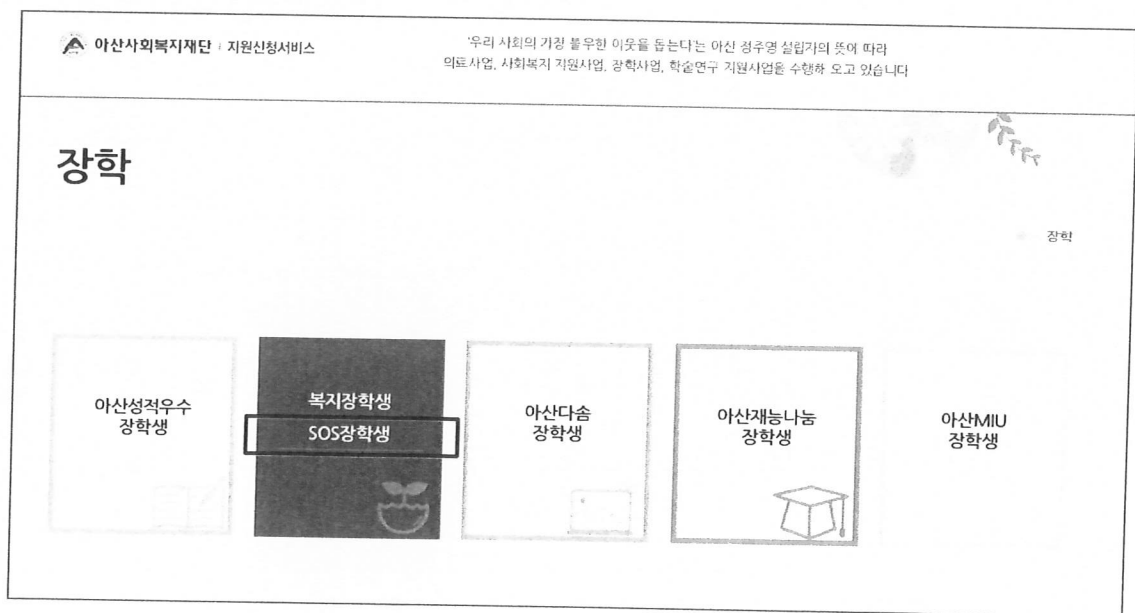 아산사회복지재단 지원신청서비스
'우리 사회의 가장 불우한 이웃을 돕는다'는 아산 정주영 설립자의 뜻에 따라
의료사업, 사회복지 지원사업, 장학사업, 학술연구 지원사업을 수행해 오고 있습니다
장학
장학
아산성적우수
장학생
복지장학생
SOS장학생
아산다솜
장학생
아산재능나눔
장학생
아산MIU
장학생